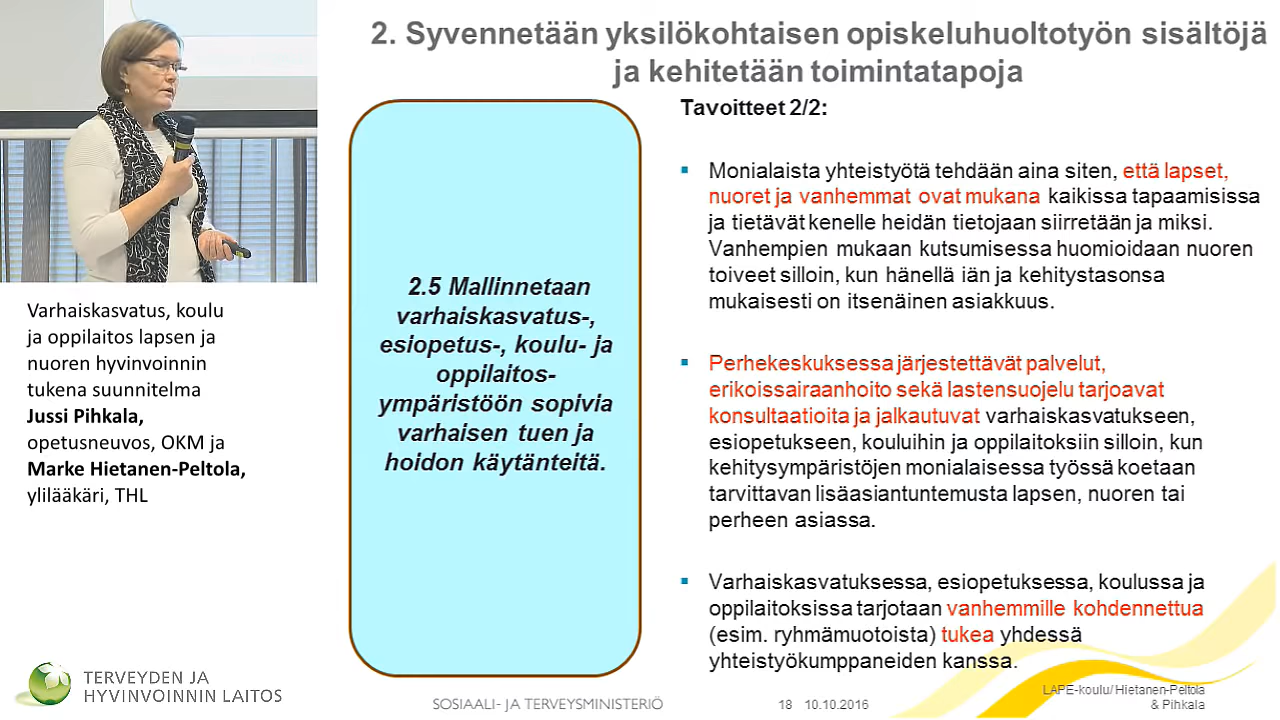 2. Syvennetään yksilökohtaisen opiskeluhuoltotyön sisältöjä
ja kehitetään toimintatapoja
Varhaiskasvatus, koulu
ja oppilaitos lapsen ja
nuoren hyvinvoinnin
tukena suunnitelma
Jussi Pihkala,
opetusneuvos, OKM ja
Marke Hietanen-Peltola,
ylilääkäri, THL
2.5 Mallinnetaan
varhaiskasvatus-,
esiopetus-, koulu- ja
oppilaitos-
ympäristöön sopivia
varhaisen tuen ja
hoidon käytänteitä.
Tavoitteet 2/2:
Monialaista yhteistyötä tehdään aina siten, että lapset,
nuoret ja vanhemmat ovat mukana kaikissa tapaamisissa
ja tietävät kenelle heidän tietojaan siirretään ja miksi.
Vanhempien mukaan kutsumisessa huomioidaan nuoren
toiveet silloin, kun hänellä iän ja kehitystasonsa
mukaisesti on itsenäinen asiakkuus.
Perhekeskuksessa järjestettävät palvelut,
erikoissairaanhoito sekä lastensuojelu tarjoavat
konsultaatioita ja jalkautuvat varhaiskasvatukseen,
esiopetukseen, kouluihin ja oppilaitoksiin silloin, kun
kehitysympäristöjen monialaisessa työssä koetaan
tarvittavan lisäasiantuntemusta lapsen, nuoren tai
perheen asiassa.
Varhaiskasvatuksessa, esiopetuksessa, koulussa ja
oppilaitoksissa tarjotaan vanhemmille kohdennettua
(esim. ryhmämuotoista) tukea yhdessä
yhteistyökumppaneiden kanssa.
TERVEYDEN JA
HYVINVOINNIN LAITOS
SOSIAALI- JA TERVEYSMINISTERIÖ
18 10.10.2016
LAPE-koulu/ Hietanen-Peltola
& Pihkala